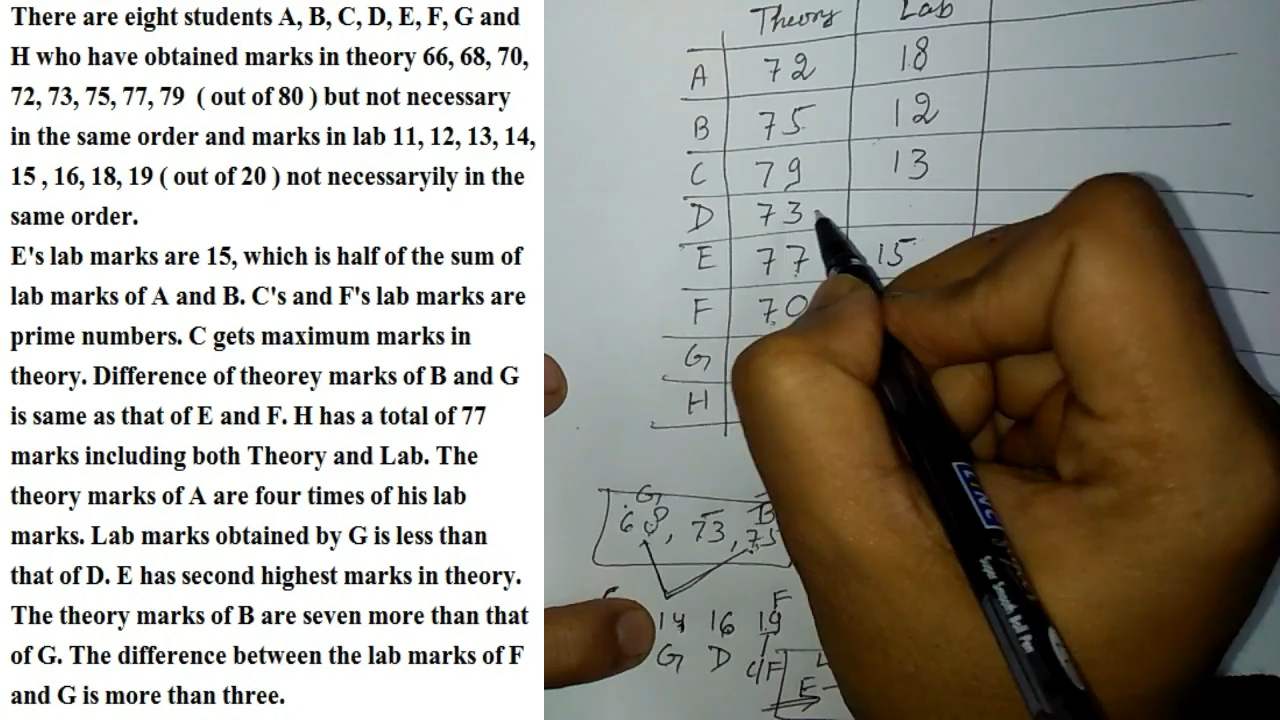 There are eight students A, B, C, D, E, F, G and
H who have obtained marks in theory 66, 68, 70,
72, 73, 75, 77, 79 ( out of 80 ) but not necessary
in the same order and marks in lab 11, 12, 13, 14,
15 , 16, 18, 19 ( out of 20 ) not necessaryily in the
same order.
E's lab marks are 15, which is half of the sum of
lab marks of A and B. C's and F's lab marks are
prime numbers. C gets maximum marks in
theory. Difference of theorey marks of B and G
is same as that of E and F. H has a total of 77
marks including both Theory and Lab. The
theory marks of A are four times of his lab
marks. Lab marks obtained by G is less than
that of D. E has second highest marks in theory.
The theory marks of B are seven more than that
of G. The difference between the lab marks of F
and G is more than three.
Theory Lab
A 72 18
B 75 12
C 79 13
D 73
E 77 15
F 70
G
H
G B
68, 73, 75
F
14 16 19
G D C/F
E